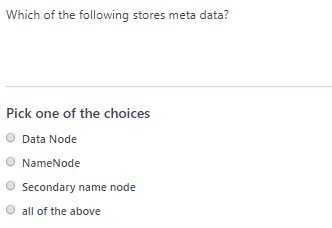 Which of the following stores meta data?
Pick one of the choices
Data Node
NameNode
Secondary name node
all of the above